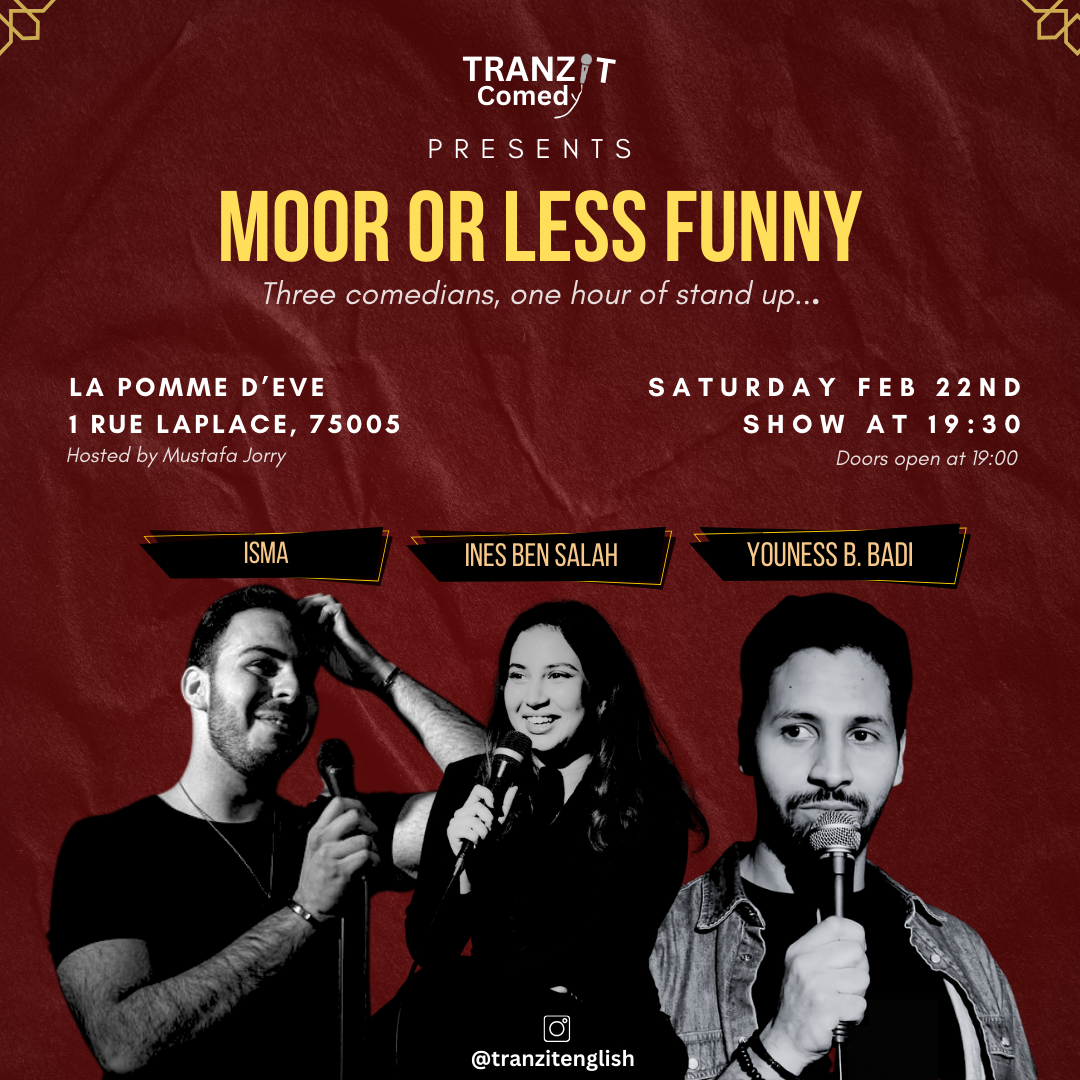 TRANZIT
Comedy
PRESENTS
MOOR OR LESS FUNNY
Three comedians, one hour of stand up...
LA POMME D’EVE
1 RUE LAPLACE, 75005
Hosted by Mustafa Jorry
SATURDAY FEB 22ND
SHOW AT 19:30
Doors open at 19:00
ISMA
INES BEN SALAH
YOUNESS B. BADI
@tranzitenglish